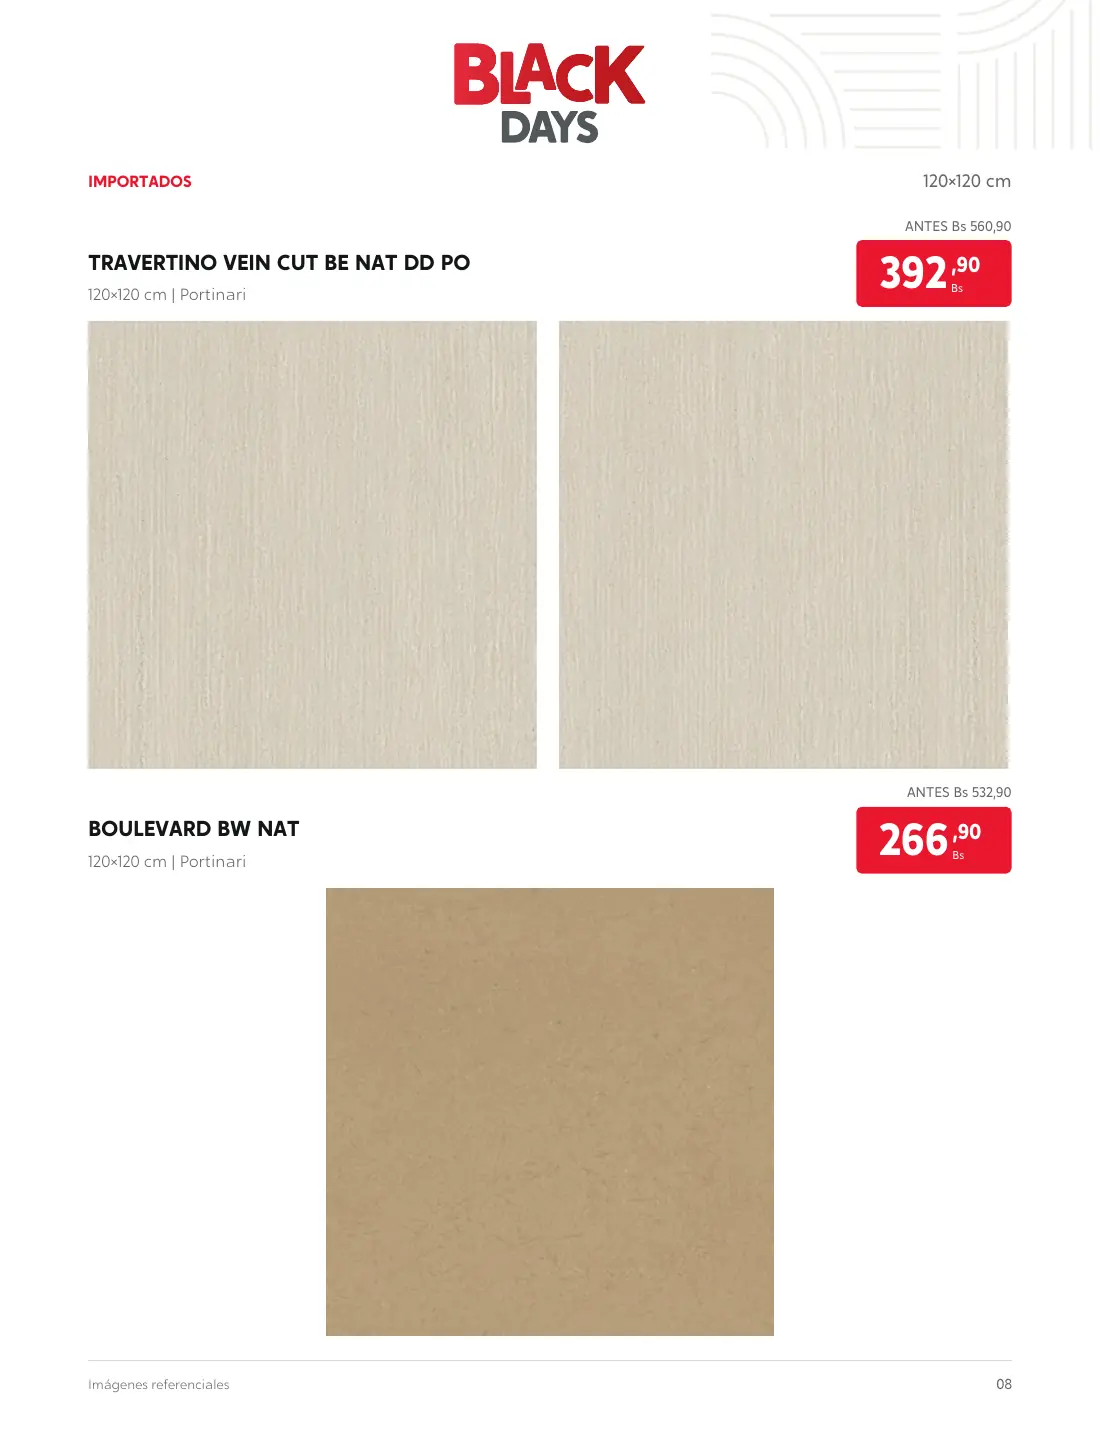 BLACK
DAYS
IMPORTADOS
120×120 cm
ANTES Bs 560,90
TRAVERTINO VEIN CUT BE NAT DD PO
392,90
Bs
120×120 cm | Portinari
ANTES Bs 532,90
BOULEVARD BW NAT
266,90
Bs
120×120 cm | Portinari
Imágenes referenciales
08